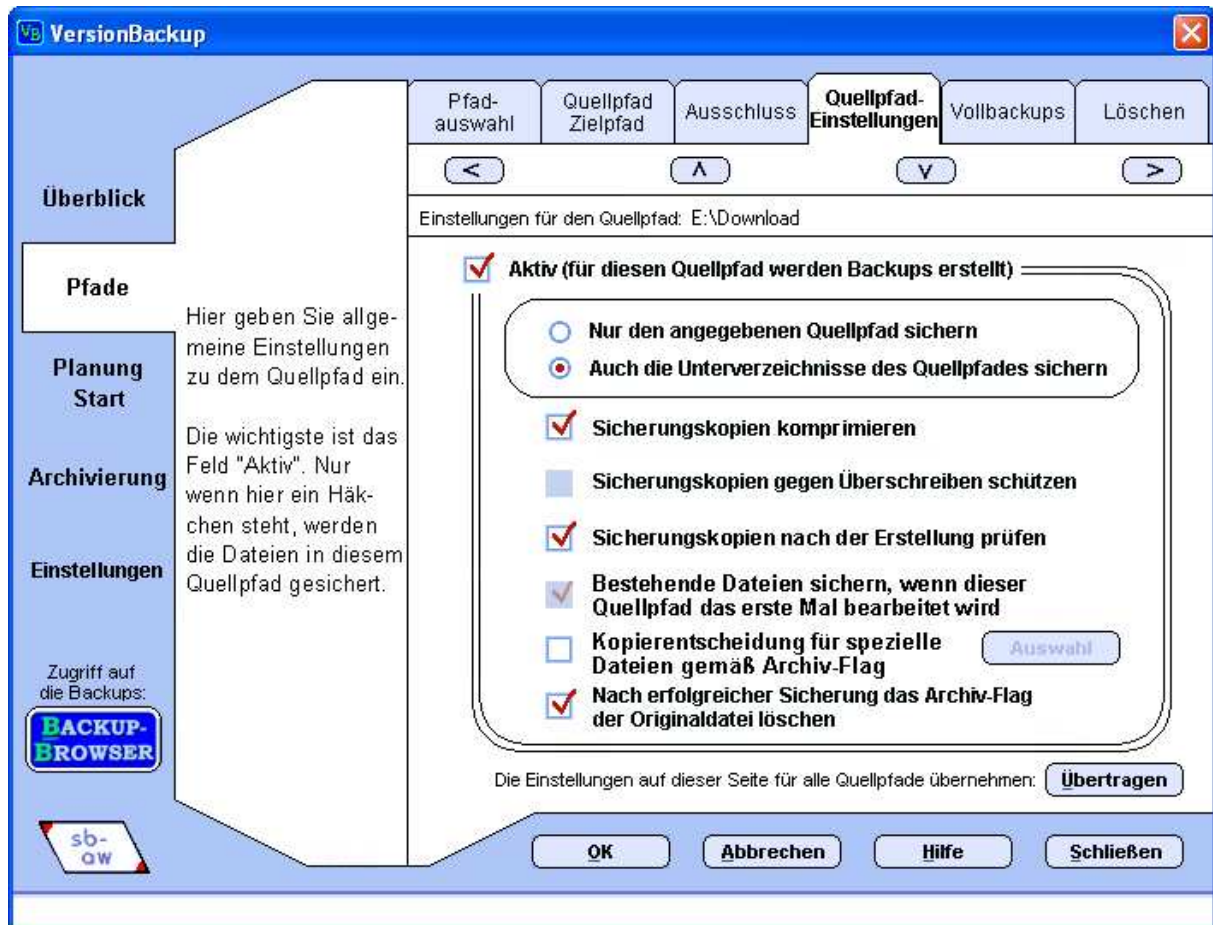 VB VersionBackup
Pfad-
auswahl
Quellpfad
Zielpfad
Ausschluss
Quellpfad-
Einstellungen
Vollbackups
Löschen
< ʌ v >
Einstellungen für den Quellpfad: E:\Download
Überblick
Pfade
Planung
Start
Archivierung
Einstellungen
Zugriff auf
die Backups:
BACKUP-
BROWSER
sb-
aw
Hier geben Sie allge-
meine Einstellungen
zu dem Quellpfad ein.
Die wichtigste ist das
Feld "Aktiv". Nur
wenn hier ein Häk-
chen steht, werden
die Dateien in diesem
Quellpfad gesichert.
Aktiv (für diesen Quellpfad werden Backups erstellt)
Nur den angegebenen Quellpfad sichern
Auch die Unterverzeichnisse des Quellpfades sichern
Sicherungskopien komprimieren
Sicherungskopien gegen Überschreiben schützen
Sicherungskopien nach der Erstellung prüfen
Bestehende Dateien sichern, wenn dieser
Quellpfad das erste Mal bearbeitet wird
Kopierentscheidung für spezielle
Dateien gemäß Archiv-Flag
Auswahl
Nach erfolgreicher Sicherung das Archiv-Flag
der Originaldatei löschen
Die Einstellungen auf dieser Seite für alle Quellpfade übernehmen: Übertragen
OK Abbrechen Hilfe Schließen